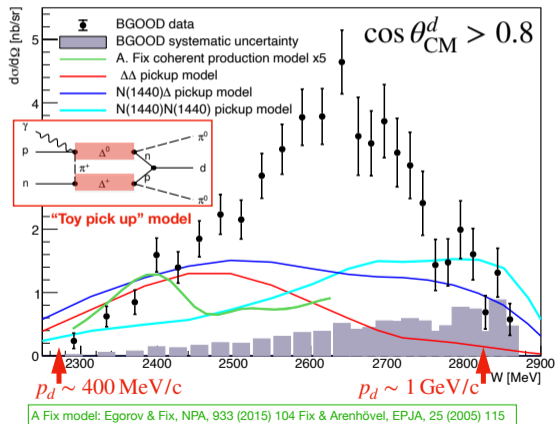 BGOOD data
BGOOD systematic uncertainty
A. Fix coherent production model x5
ΔΔ pickup model
N(1440)Δ pickup model
N(1440)N(1440) pickup model
cos θ^d_CM > 0.8
dσ/dΩ [nb/sr]
5
4
2
1
0
γ
p
n
Δ⁰
π⁺
Δ⁺
n
p
π⁰
d
π⁰
"Toy pick up" model
2300
2400
2500
2600
2700
2800
2900
W [MeV]
p_d ~ 400 MeV/c
p_d ~ 1 GeV/c
A Fix model: Egorov & Fix, NPA, 933 (2015) 104 Fix & Arenhövel, EPJA, 25 (2005) 115